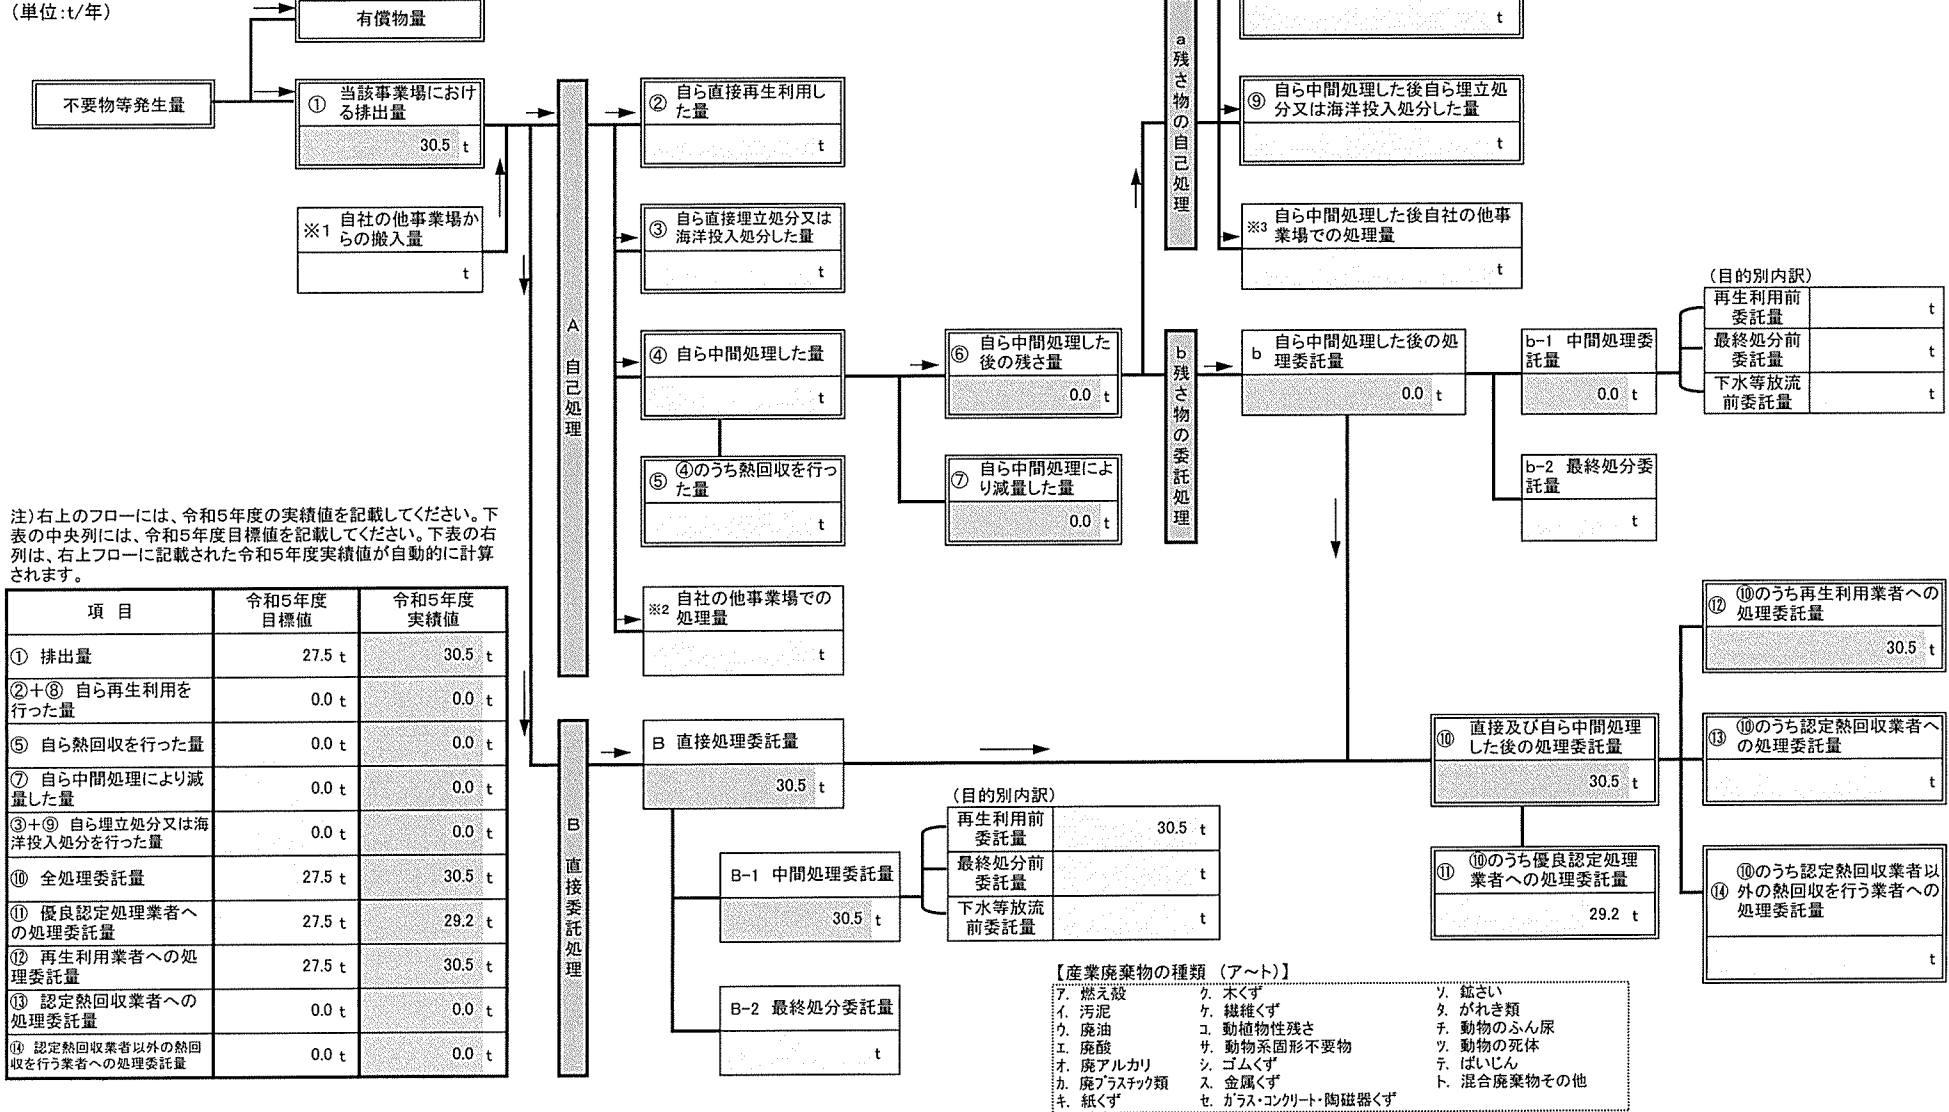 (単位:t/年)
有償物量
不要物等発生量
① 当該事業場におけ
る排出量
30.5 t
※1 自社の他事業場か
らの搬入量
t
A 自己処理
② 自ら直接再生利用し
た量
t
③ 自ら直接埋立処分又は
海洋投入処分した量
t
④ 自ら中間処理した量
t
⑤ ④のうち熱回収を行っ
た量
t
※2 自社の他事業場での
処理量
t
⑥ 自ら中間処理した
後の残さ量
0.0 t
⑦ 自ら中間処理によ
り減量した量
0.0 t
a 残さ物の自己処理
t
⑨ 自ら中間処理した後自ら埋立処
分又は海洋投入処分した量
t
※3 自ら中間処理した後自社の他事
業場での処理量
t
b 残さ物の委託処理
b 自ら中間処理した後の処
理委託量
0.0 t
b-1 中間処理委
託量
0.0 t
(目的別内訳)
再生利用前
委託量 t
最終処分前
委託量 t
下水等放流
前委託量 t
b-2 最終処分委
託量
t
注)右上のフローには、令和5年度の実績値を記載してください。下
表の中央列には、令和5年度目標値を記載してください。下表の右
列は、右上フローに記載された令和5年度実績値が自動的に計算
されます。
項 目 令和5年度 目標値 令和5年度 実績値
① 排出量 27.5 t 30.5 t
②+⑧ 自ら再生利用を
行った量 0.0 t 0.0 t
⑤ 自ら熱回収を行った量 0.0 t 0.0 t
⑦ 自ら中間処理により減
量した量 0.0 t 0.0 t
③+⑨ 自ら埋立処分又は海
洋投入処分を行った量 0.0 t 0.0 t
⑩ 全処理委託量 27.5 t 30.5 t
⑪ 優良認定処理業者へ
の処理委託量 27.5 t 29.2 t
⑫ 再生利用業者への処
理委託量 27.5 t 30.5 t
⑬ 認定熱回収業者への
処理委託量 0.0 t 0.0 t
⑭ 認定熱回収業者以外の熱回
収を行う業者への処理委託量 0.0 t 0.0 t
B 直接委託処理
B 直接処理委託量
30.5 t
B-1 中間処理委託量
30.5 t
(目的別内訳)
再生利用前
委託量 30.5 t
最終処分前
委託量 t
下水等放流
前委託量 t
B-2 最終処分委託量
t
⑩ 直接及び自ら中間処理
した後の処理委託量
30.5 t
⑪ ⑩のうち優良認定処理
業者への処理委託量
29.2 t
⑫ ⑩のうち再生利用業者への
処理委託量
30.5 t
⑬ ⑩のうち認定熱回収業者へ
の処理委託量
t
⑭ ⑩のうち認定熱回収業者以
外の熱回収を行う業者への
処理委託量
t
【産業廃棄物の種類 (ア~ト)】
ア. 燃え殻 ク. 木くず ソ. 鉱さい
イ. 汚泥 ケ. 繊維くず タ. がれき類
ウ. 廃油 コ. 動植物性残さ チ. 動物のふん尿
エ. 廃酸 サ. 動物系固形不要物 ツ. 動物の死体
オ. 廃アルカリ シ. ゴムくず テ. ばいじん
カ. 廃プラスチック類 ス. 金属くず ト. 混合廃棄物その他
キ. 紙くず セ. ガラス・コンクリート・陶磁器くず